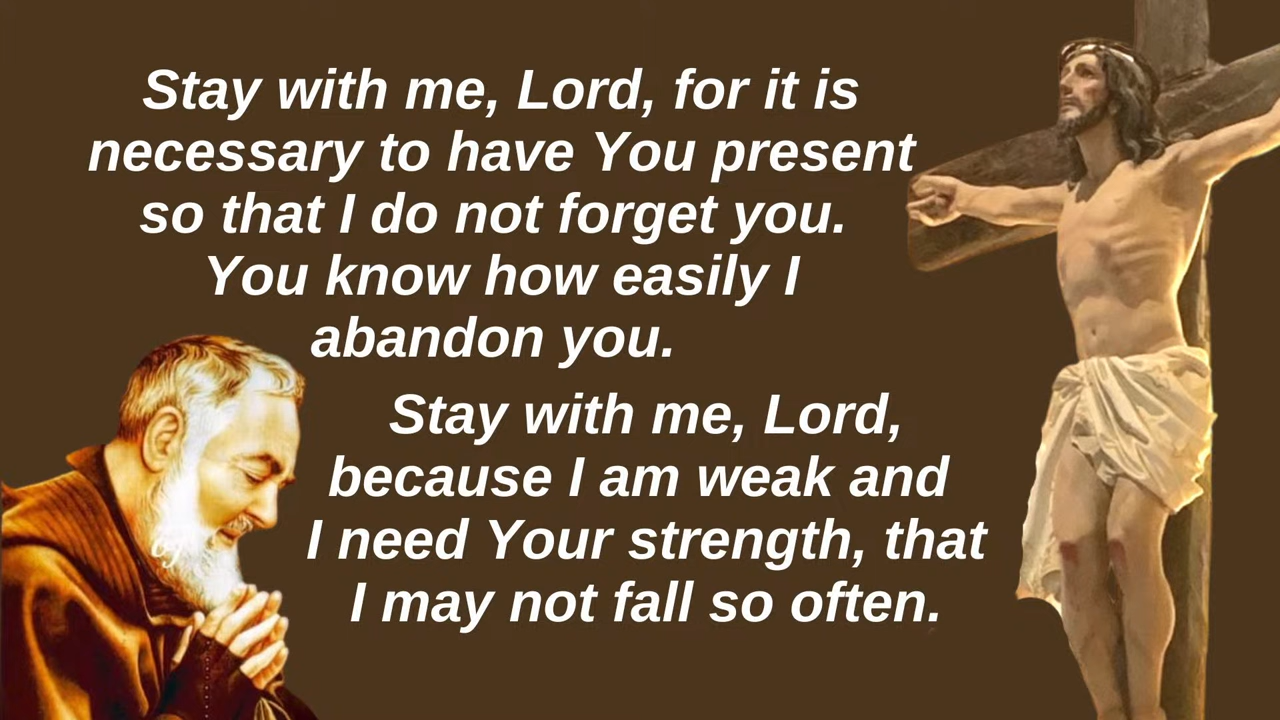 Stay with me, Lord, for it is
necessary to have You present
so that I do not forget you.
You know how easily I
abandon you.
Stay with me, Lord,
because I am weak and
I need Your strength, that
I may not fall so often.
of